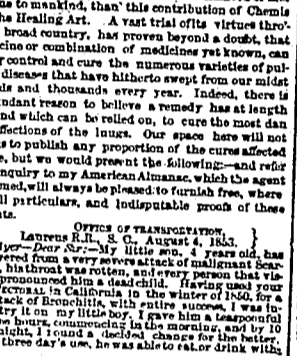 to mankind, than this contribution of Chemis
the Healing Art. A vast trial of its virtues thro'-
broad country, has proven beyond a doubt, that
cine or combination of medicines yet known, can
control and cure the numerous varieties of pul-
diseases that have hitherto swept from our midst
ds and thousands every year. Indeed, there is
ndant reason to believe a remedy has at length
nd which can be relied on, to cure the most dan
ffections of the lungs. Our space here will not
s to publish any proportion of the cures affected
e, but we would present the following:—and refer
nquiry to my American Almanac, which the agent
med, will always be pleased to furnish free, where
ll particulars, and indisputable proofs of these
nts.
OFFICE OF TRANSPORTATION,
Laurens R.R., S. C., August 4, 1853.
yer—Dear Sir:—My little son, 4 years old, has
vered from a very severe attack of malignant Scar-
his throat was rotten, and every person that vis
pronounced him a dead child. Having used your
ECTORAL in California in the winter of 1850, for a
tack of Bronchitis, with entire success, I was in-
try it on my little boy. I gave him a teaspoonful
hours, commencing in the morning, and by 10
night, I found a decided change for the better,
three day's use, he was able to eat or drink with